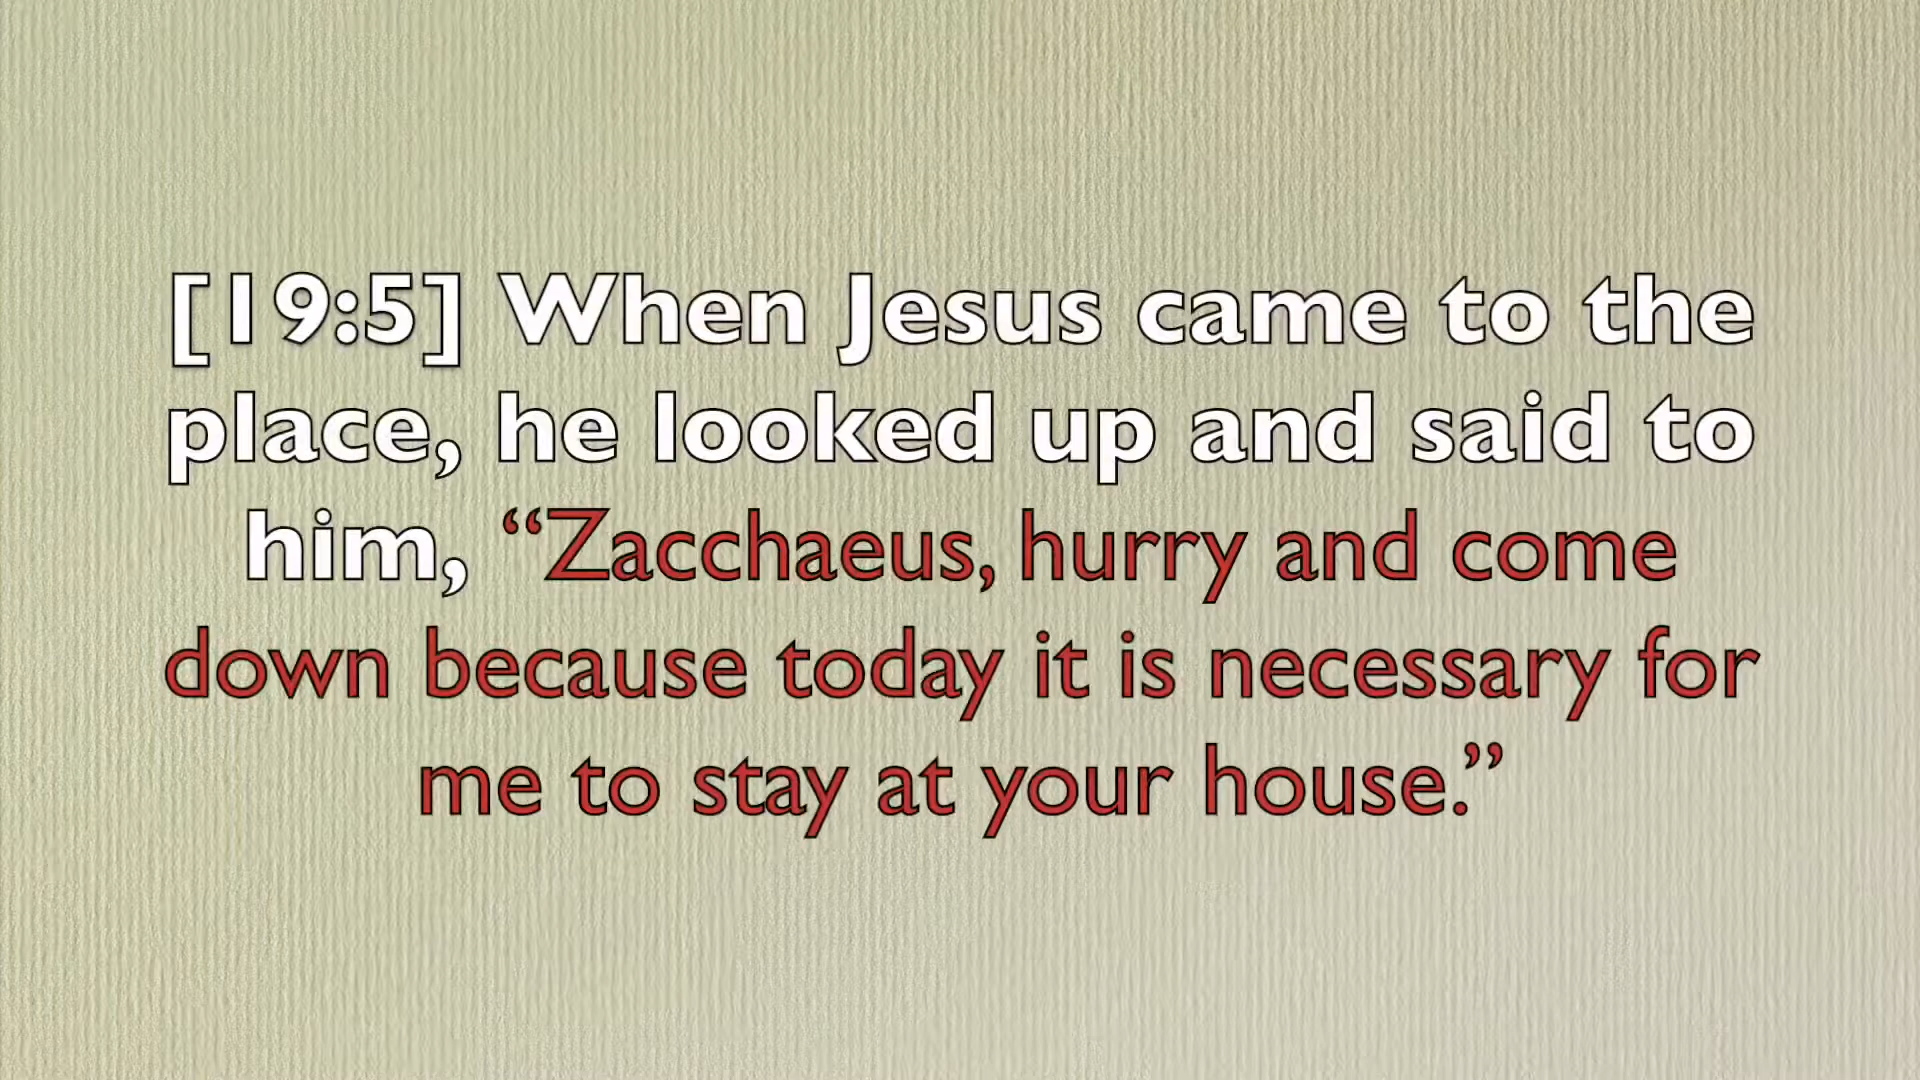 [19:5] When Jesus came to the
place, he looked up and said to
him, “Zacchaeus, hurry and come
down because today it is necessary for
me to stay at your house.”